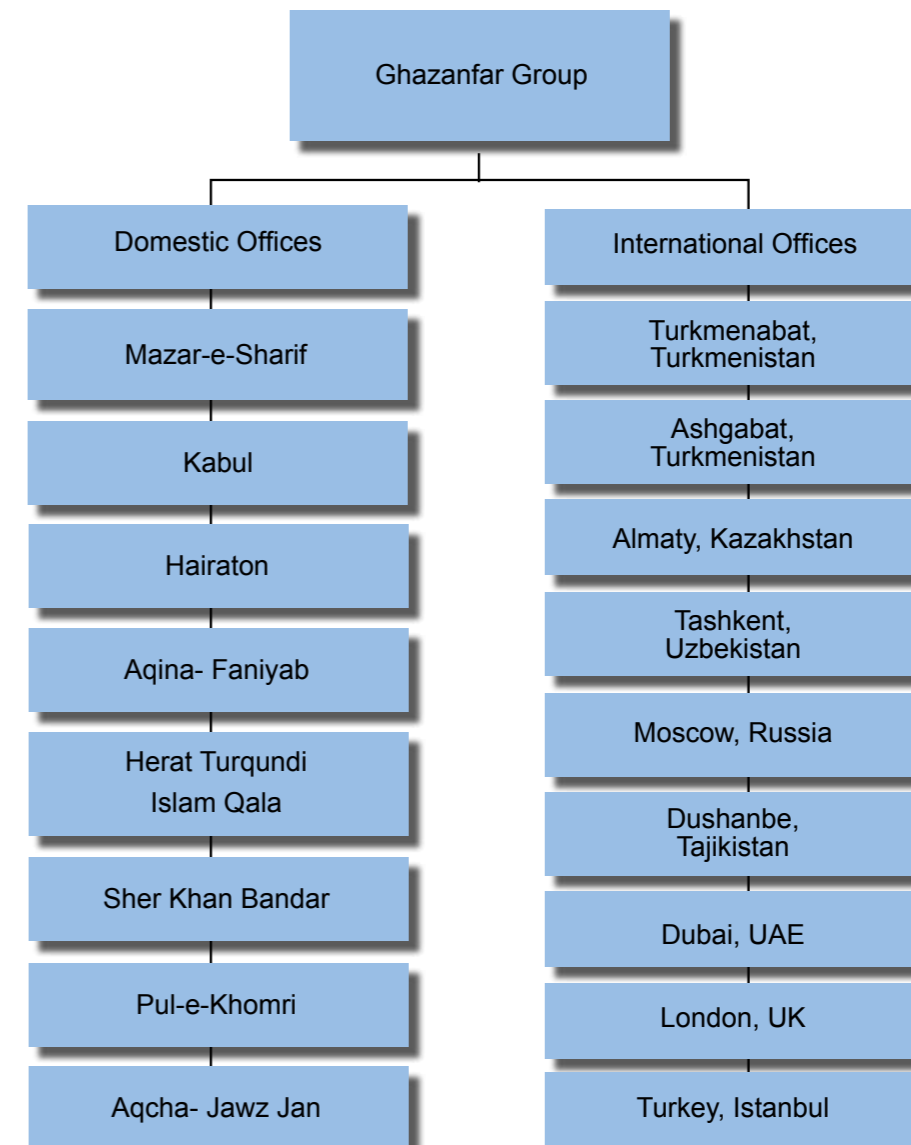 Ghazanfar Group
Domestic Offices
Mazar-e-Sharif
Kabul
Hairaton
Aqina- Faniyab
Herat Turqundi
Islam Qala
Sher Khan Bandar
Pul-e-Khomri
Aqcha- Jawz Jan
International Offices
Turkmenabat,
Turkmenistan
Ashgabat,
Turkmenistan
Almaty, Kazakhstan
Tashkent,
Uzbekistan
Moscow, Russia
Dushanbe,
Tajikistan
Dubai, UAE
London, UK
Turkey, Istanbul